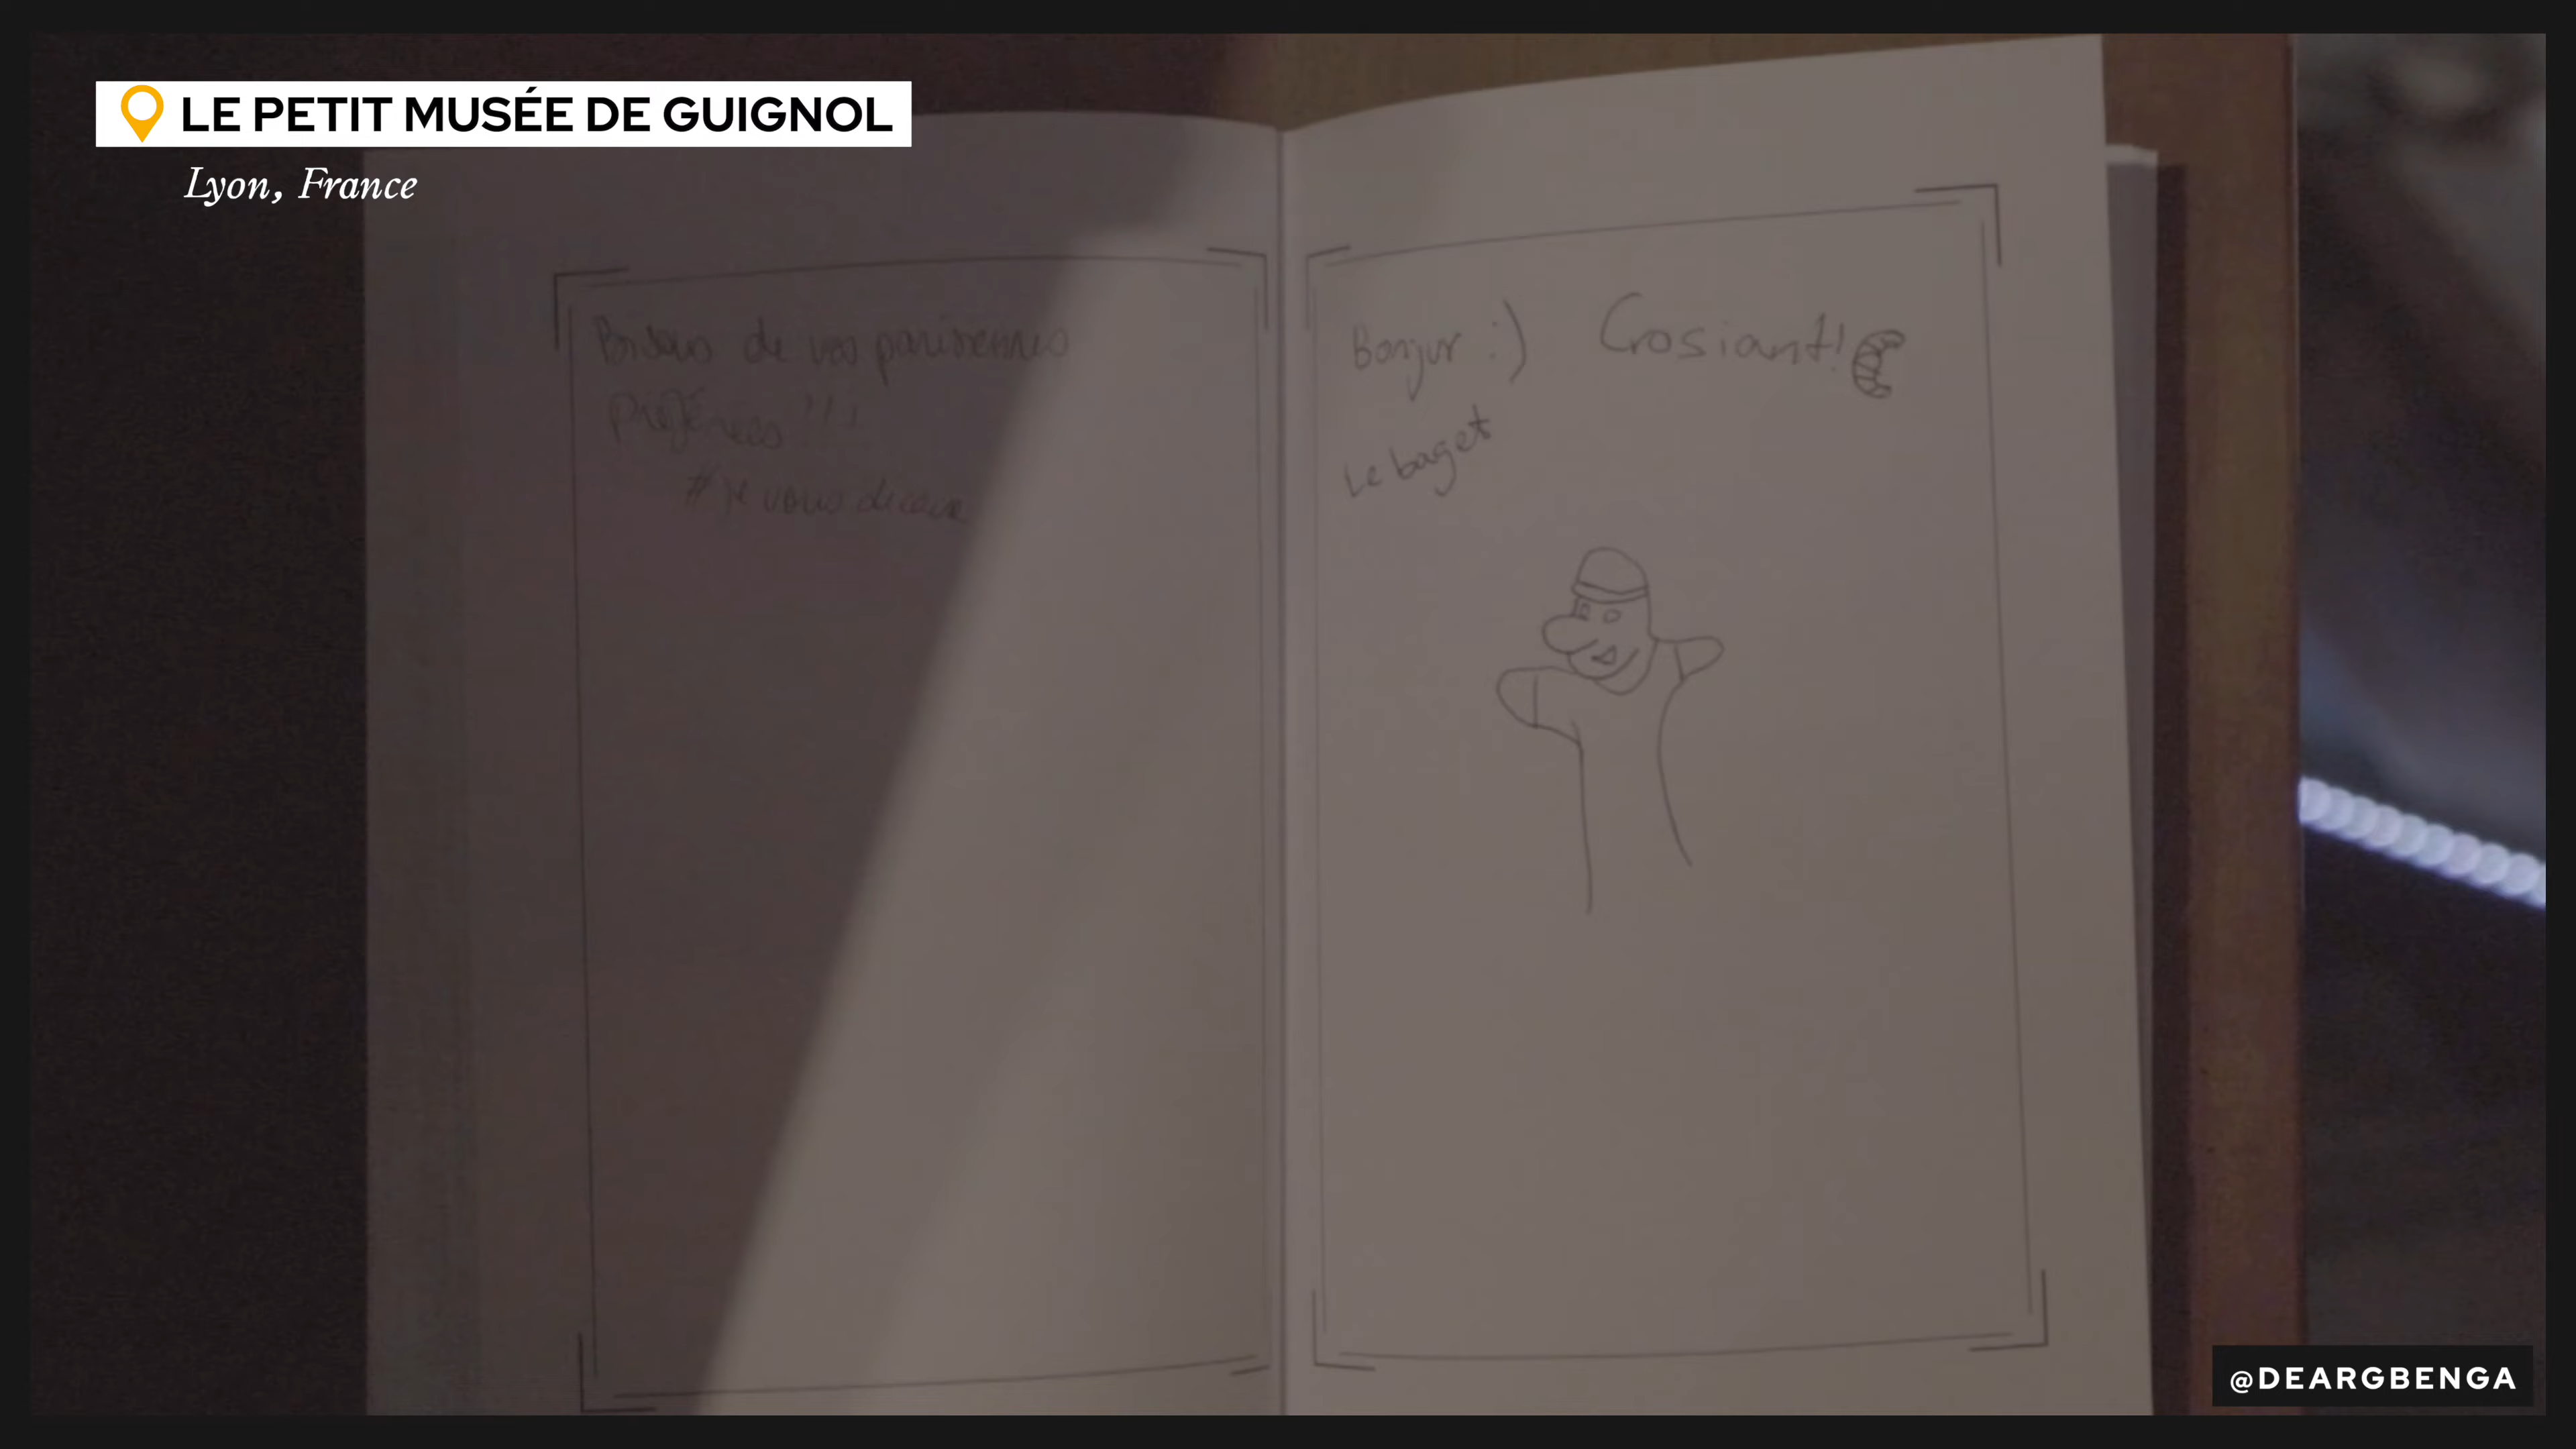 LE PETIT MUSÉE DE GUIGNOL
Lyon, France
Bisous de vos parisiennes
préférées !!!
#je vous
Bonjur :) Crosiant!
Le baget
@DEARGBENGA